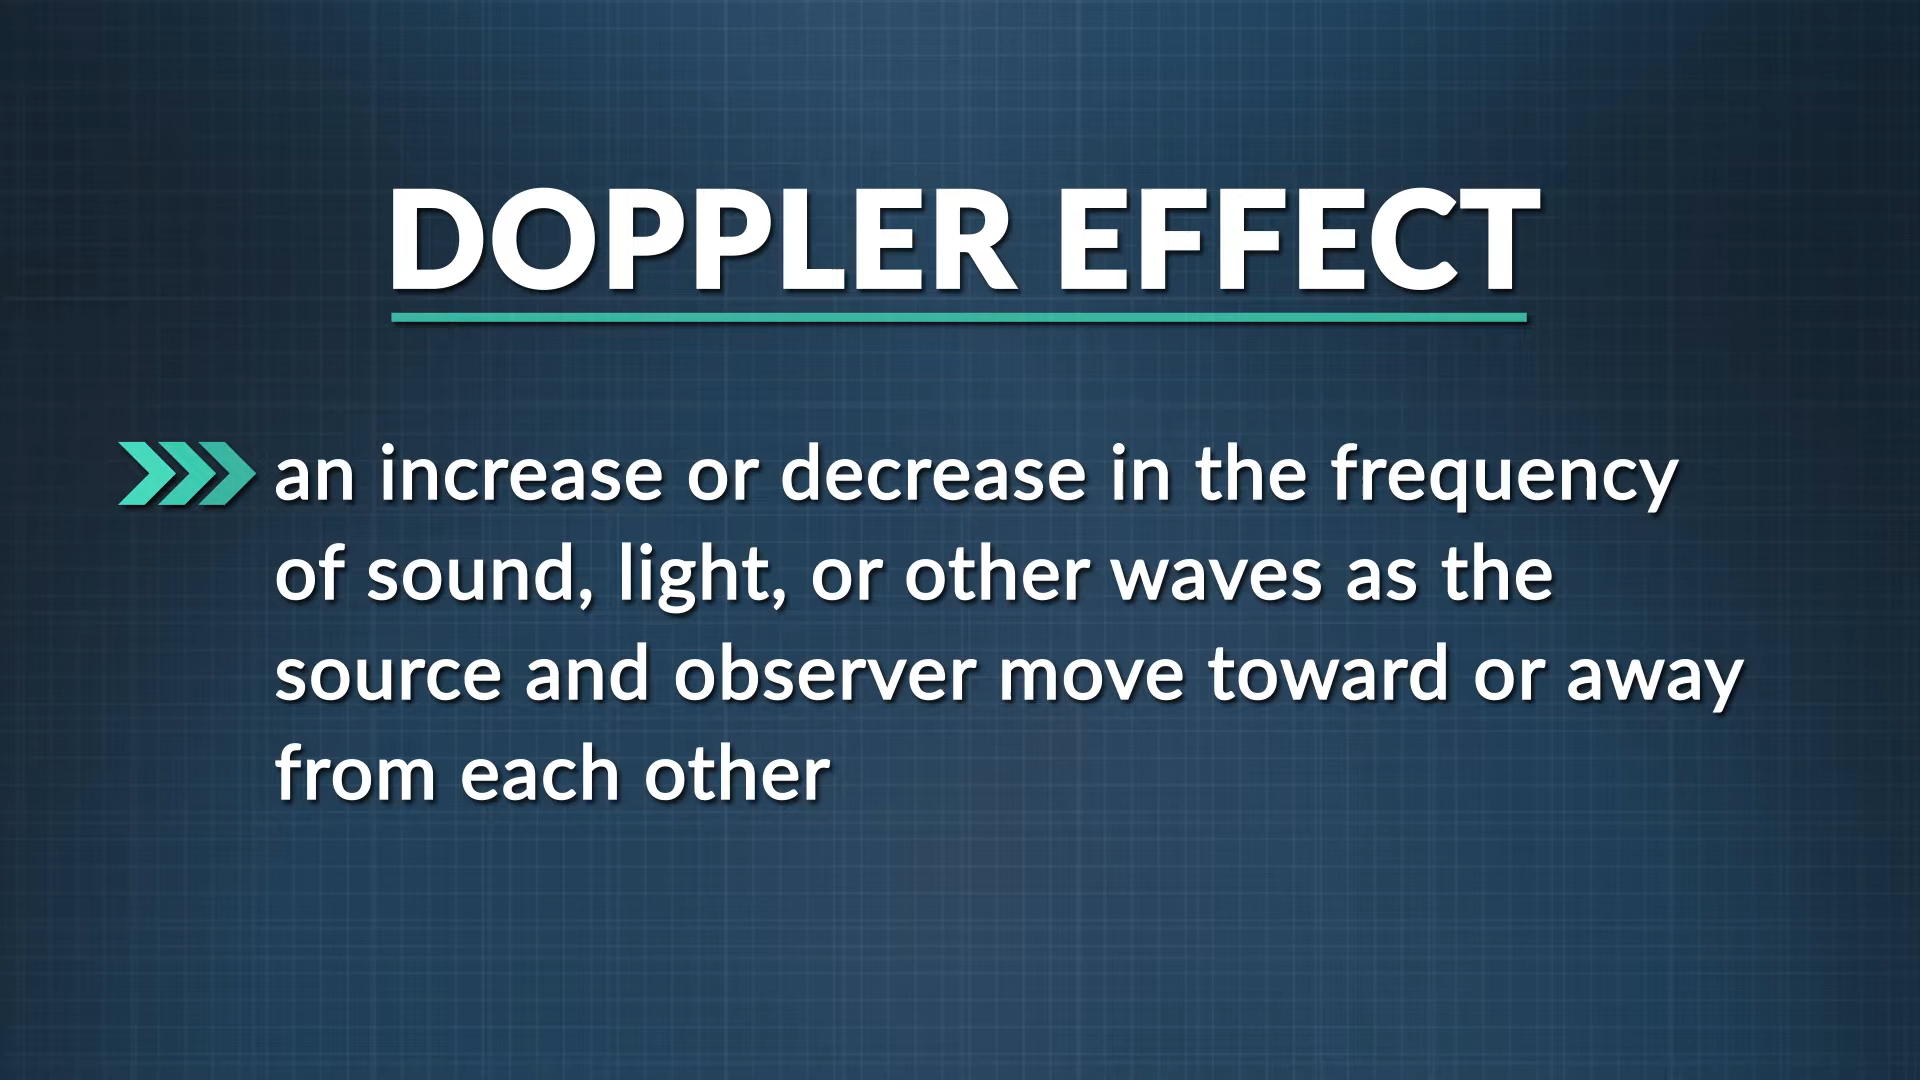 DOPPLER EFFECT
an increase or decrease in the frequency
of sound, light, or other waves as the
source and observer move toward or away
from each other